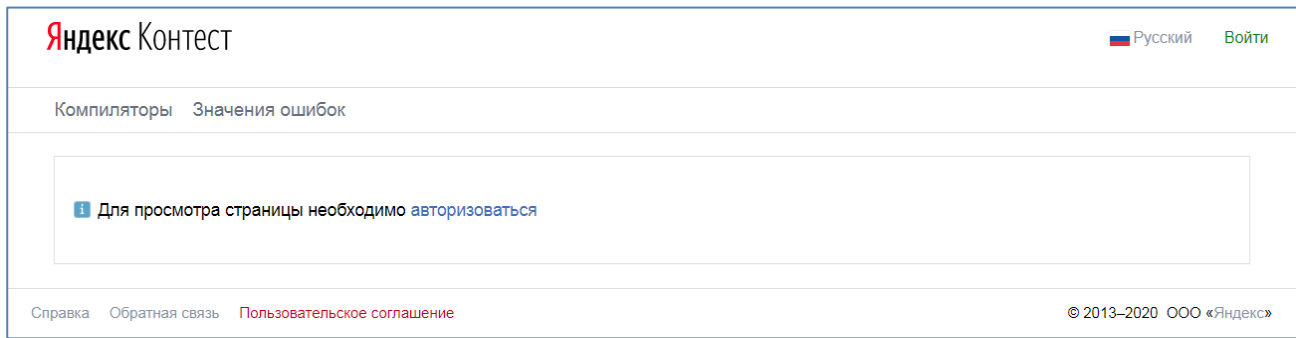 Яндекс Контест
Русский Войти
Компиляторы Значения ошибок
i Для просмотра страницы необходимо авторизоваться
Справка Обратная связь Пользовательское соглашение
© 2013–2020 ООО «Яндекс»